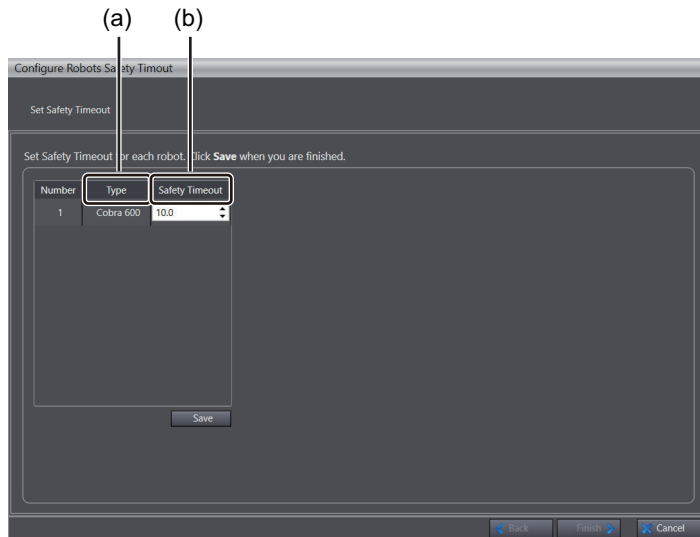 (a) (b)
Configure Robots Safety Timout
Set Safety Timeout
Set Safety Timeout for each robot. Click Save when you are finished.
Number Type Safety Timeout
1 Cobra 600 10.0
Save
Back Finish Cancel